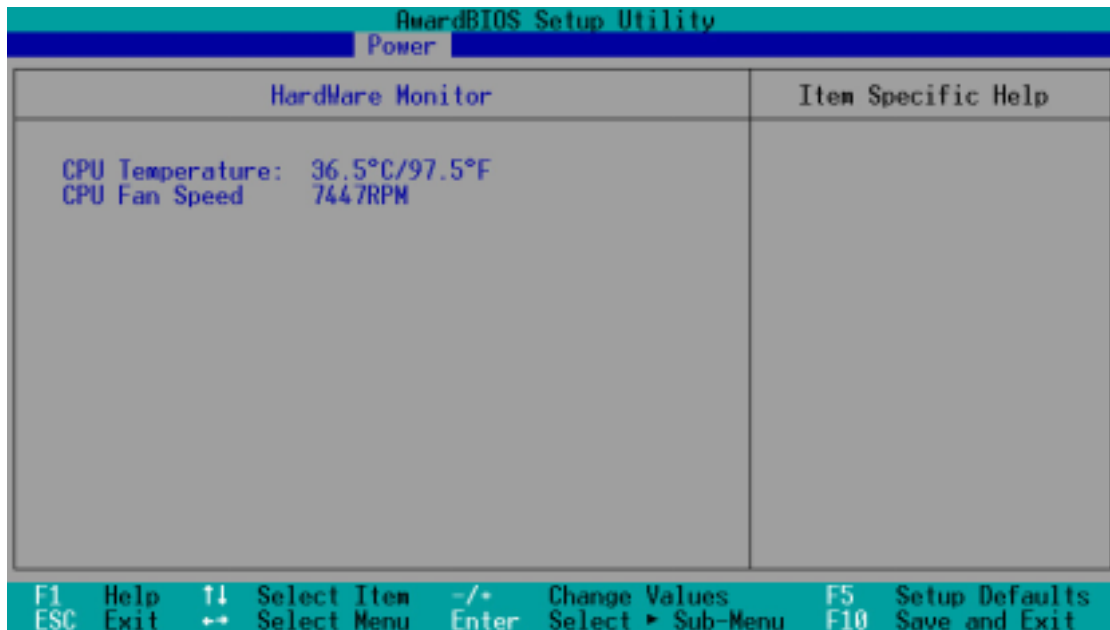 AwardBIOS Setup Utility
Power
HardWare Monitor
Item Specific Help
CPU Temperature: 36.5°C/97.5°F
CPU Fan Speed 7447RPM
F1 Help ↑↓ Select Item -/+ Change Values F5 Setup Defaults
ESC Exit ←→ Select Menu Enter Select ► Sub-Menu F10 Save and Exit